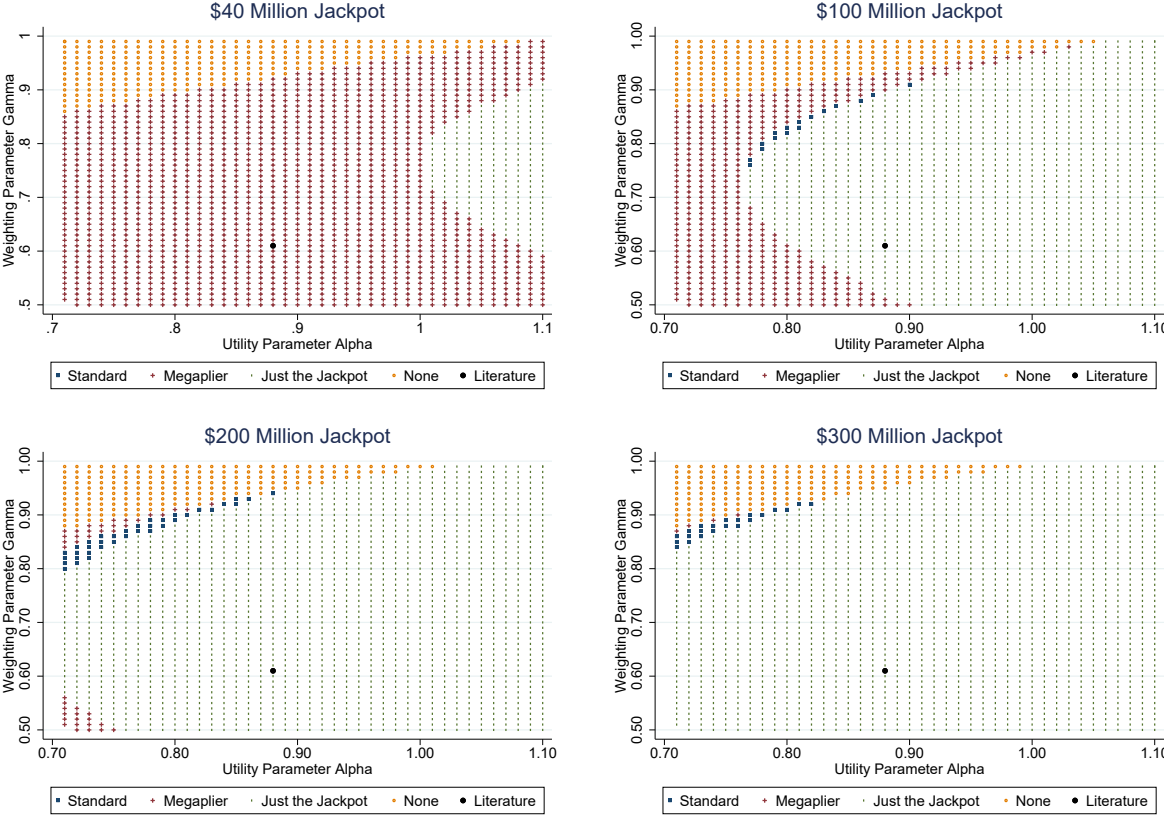 $40 Million Jackpot
Weighting Parameter Gamma
1
.9
.8
.7
.6
.5
.7 .8 .9 1 1.1
Utility Parameter Alpha
Standard Megaplier Just the Jackpot None Literature
$100 Million Jackpot
Weighting Parameter Gamma
1.00
0.90
0.80
0.70
0.60
0.50
0.70 0.80 0.90 1.00 1.10
Utility Parameter Alpha
Standard Megaplier Just the Jackpot None Literature
$200 Million Jackpot
Weighting Parameter Gamma
1.00
0.90
0.80
0.70
0.60
0.50
0.70 0.80 0.90 1.00 1.10
Utility Parameter Alpha
Standard Megaplier Just the Jackpot None Literature
$300 Million Jackpot
Weighting Parameter Gamma
1.00
0.90
0.80
0.70
0.60
0.50
0.70 0.80 0.90 1.00 1.10
Utility Parameter Alpha
Standard Megaplier Just the Jackpot None Literature